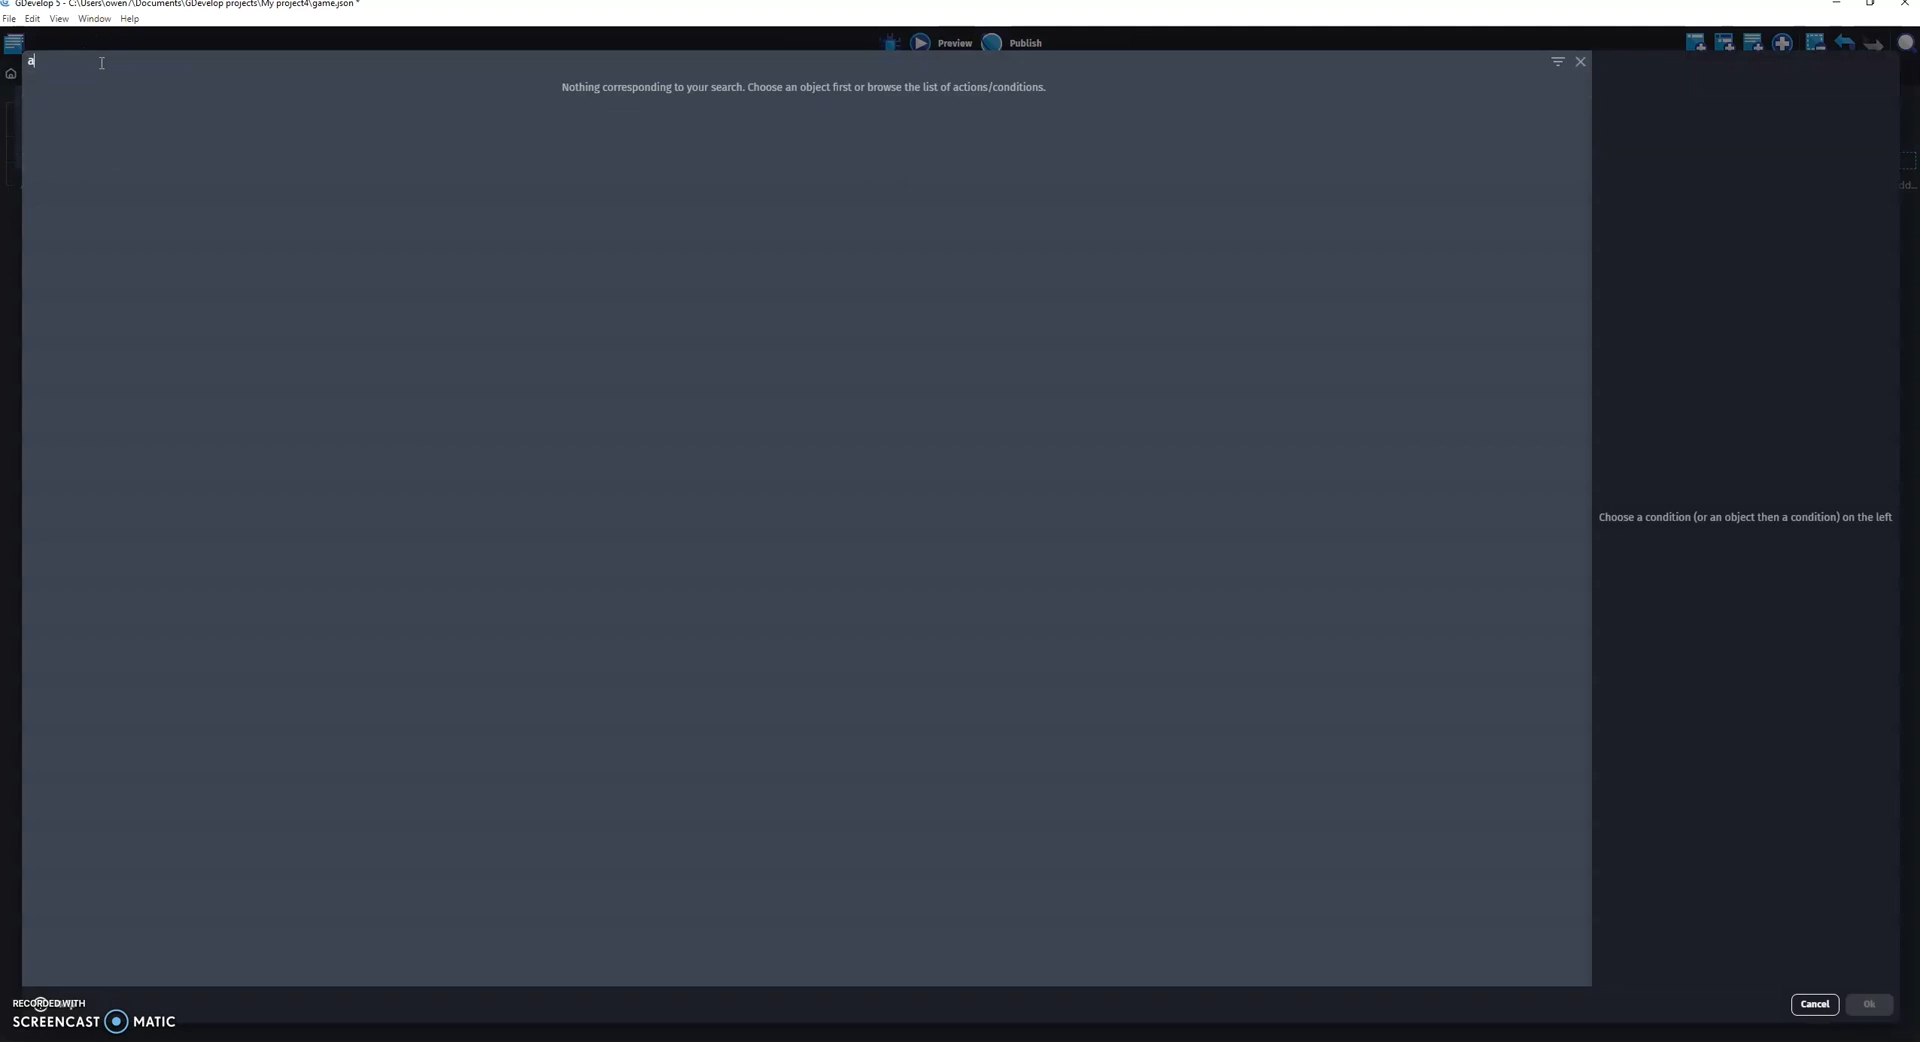 GDevelop 5 - C:\Users\owen7\Documents\GDevelop projects\My project4\game.json *
File Edit View Window Help
Preview Publish
a
Nothing corresponding to your search. Choose an object first or browse the list of actions/conditions.
dd...
Choose a condition (or an object then a condition) on the left
RECORDED WITH
SCREENCAST MATIC
Cancel Ok